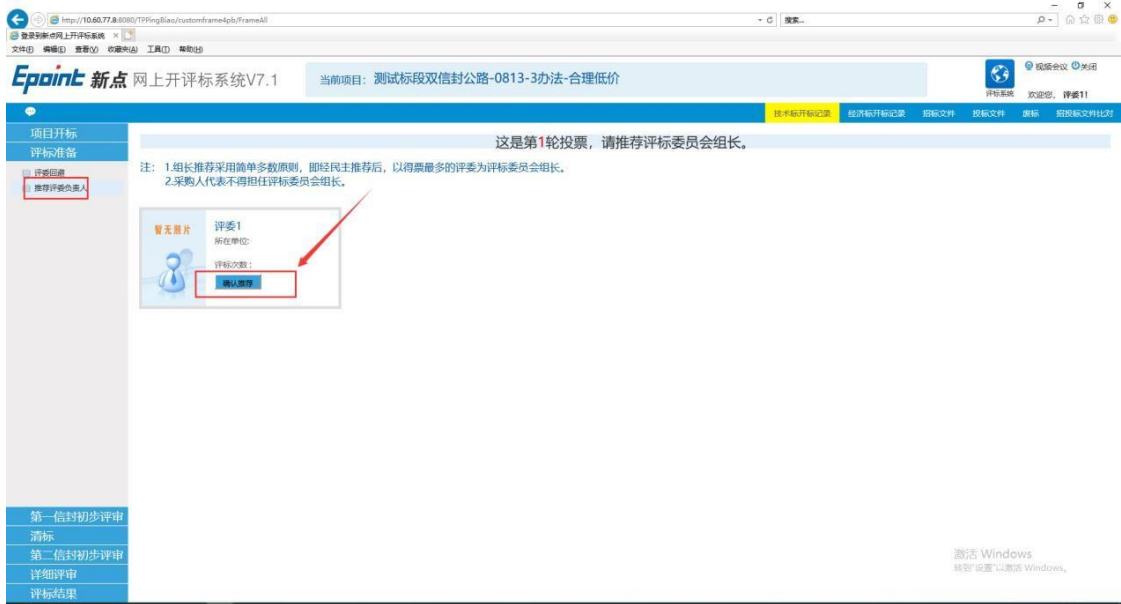 http://10.60.77.8:8080/TPPingBiao/customframe4pb/FrameAll
搜索...
登录到新点网上开评标系统
文件(F) 编辑(E) 查看(V) 收藏夹(A) 工具(T) 帮助(H)
Epoint 新点 网上开评标系统V7.1
当前项目：测试标段双信封公路-0813-3办法-合理低价
评标系统
视频会议 关闭
欢迎您，评委1!
技术标开标记录 经济标开标记录 招标文件 投标文件 废标 招投标文件比对
项目开标
评标准备
评委回避
推荐评委负责人
这是第1轮投票，请推荐评标委员会组长。
注： 1.组长推荐采用简单多数原则，即经民主推荐后，以得票最多的评委为评标委员会组长。
2.采购人代表不得担任评标委员会组长。
暂无照片
评委1
所在单位:
评标次数：
确认推荐
第一信封初步评审
清标
第二信封初步评审
详细评审
评标结果
激活 Windows
转到"设置"以激活 Windows。